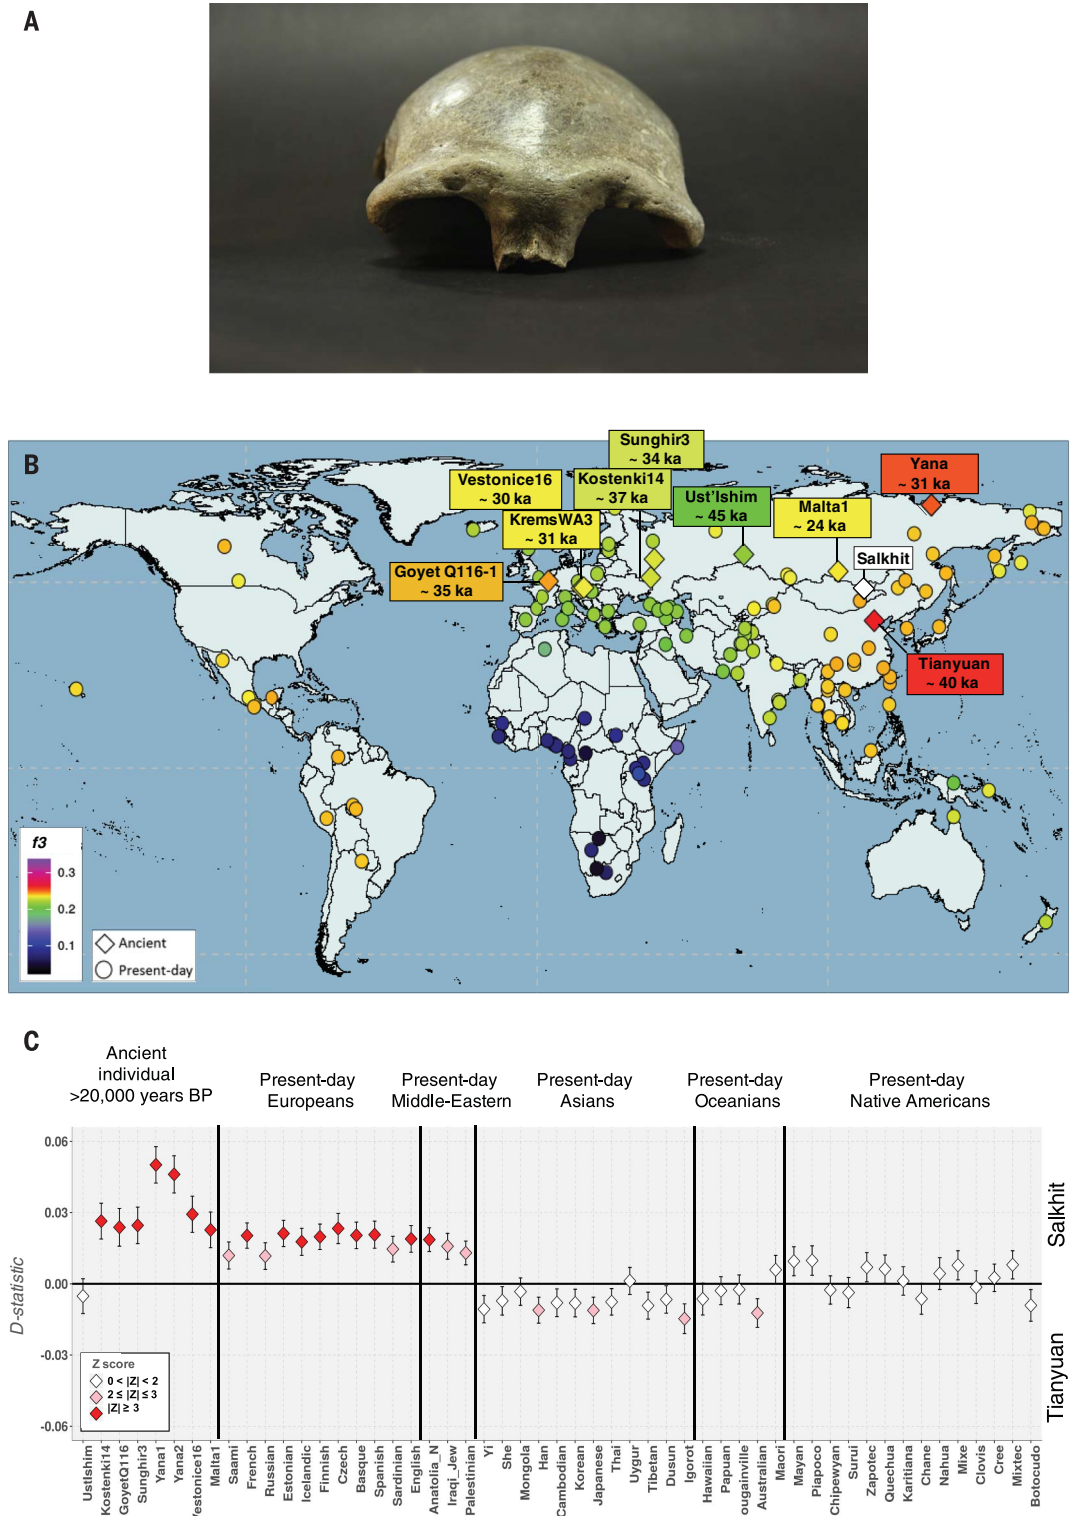 A
B
Sunghir3
~ 34 ka
Vestonice16
~ 30 ka
Kostenki14
~ 37 ka
Yana
~ 31 ka
Ust'Ishim
~ 45 ka
Malta1
~ 24 ka
KremsWA3
~ 31 ka
Salkhit
Goyet Q116-1
~ 35 ka
Tianyuan
~ 40 ka
f3
0.3
0.2
0.1
Ancient
Present-day
C
Ancient
individual
>20,000 years BP
Present-day
Europeans
Present-day
Middle-Eastern
Present-day
Asians
Present-day
Oceanians
Present-day
Native Americans
0.06
0.03
0.00
-0.03
-0.06
D-statistic
Salkhit
Tianyuan
Z score
0 < |Z| < 2
2 ≤ |Z| ≤ 3
|Z| ≥ 3
UstIshim
Kostenki14
GoyetQ116
Sunghir3
Yana1
Yana2
Vestonice16
Malta1
Saami
French
Russian
Estonian
Icelandic
Finnish
Czech
Basque
Spanish
Sardinian
English
Anatolia_N
Iraqi_Jew
Palestinian
Yi
She
Mongola
Han
Cambodian
Korean
Japanese
Thai
Uygur
Tibetan
Dusun
Igorot
Hawaiian
Papuan
ougainville
Australian
Maori
Mayan
Piapoco
Chipewyan
Surui
Zapotec
Quechua
Karitiana
Chane
Nahua
Mixe
Clovis
Cree
Mixtec
Botocudo